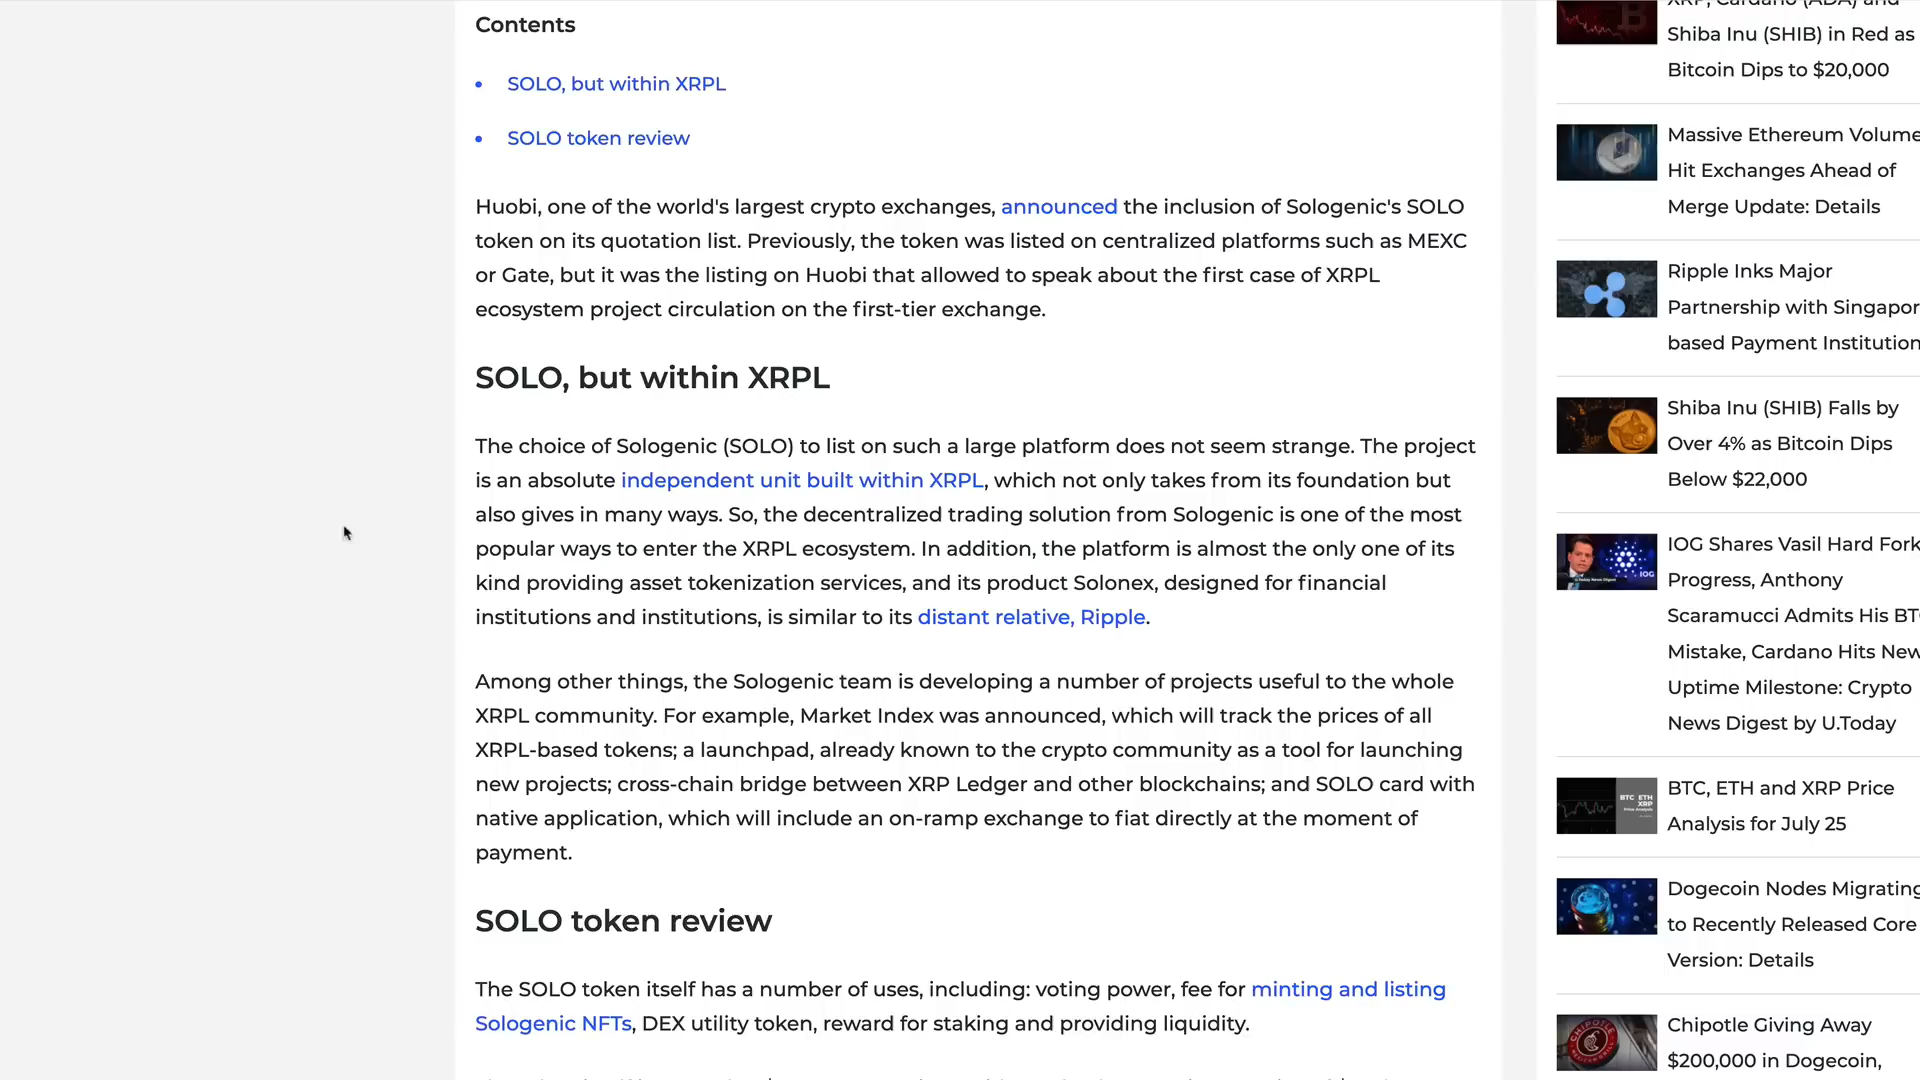 Contents
• SOLO, but within XRPL
• SOLO token review
Huobi, one of the world's largest crypto exchanges, announced the inclusion of Sologenic's SOLO
token on its quotation list. Previously, the token was listed on centralized platforms such as MEXC
or Gate, but it was the listing on Huobi that allowed to speak about the first case of XRPL
ecosystem project circulation on the first-tier exchange.
SOLO, but within XRPL
The choice of Sologenic (SOLO) to list on such a large platform does not seem strange. The project
is an absolute independent unit built within XRPL, which not only takes from its foundation but
also gives in many ways. So, the decentralized trading solution from Sologenic is one of the most
popular ways to enter the XRPL ecosystem. In addition, the platform is almost the only one of its
kind providing asset tokenization services, and its product Solonex, designed for financial
institutions and institutions, is similar to its distant relative, Ripple.
Among other things, the Sologenic team is developing a number of projects useful to the whole
XRPL community. For example, Market Index was announced, which will track the prices of all
XRPL-based tokens; a launchpad, already known to the crypto community as a tool for launching
new projects; cross-chain bridge between XRP Ledger and other blockchains; and SOLO card with
native application, which will include an on-ramp exchange to fiat directly at the moment of
payment.
SOLO token review
The SOLO token itself has a number of uses, including: voting power, fee for minting and listing
Sologenic NFTs, DEX utility token, reward for staking and providing liquidity.
XRP, Cardano (ADA) and
Shiba Inu (SHIB) in Red as
Bitcoin Dips to $20,000
Massive Ethereum Volume
Hit Exchanges Ahead of
Merge Update: Details
Ripple Inks Major
Partnership with Singapor
based Payment Institution
Shiba Inu (SHIB) Falls by
Over 4% as Bitcoin Dips
Below $22,000
IOG Shares Vasil Hard Fork
Progress, Anthony
Scaramucci Admits His BT
Mistake, Cardano Hits New
Uptime Milestone: Crypto
News Digest by U.Today
IOG
BTC, ETH and XRP Price
Analysis for July 25
BTC ETH
XRP
Dogecoin Nodes Migrating
to Recently Released Core
Version: Details
Chipotle Giving Away
$200,000 in Dogecoin,
CHIPOTLE